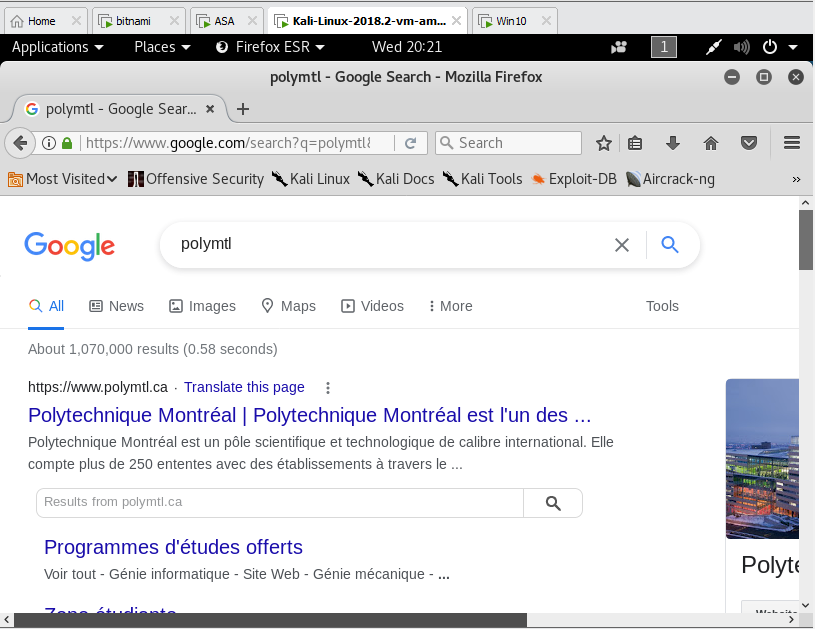 Home bitnami ASA Kali-Linux-2018.2-vm-am... Win10
Applications Places Firefox ESR Wed 20:21 1
polymtl - Google Search - Mozilla Firefox
polymtl - Google Sear...
https://www.google.com/search?q=polymtl& Search
Most Visited Offensive Security Kali Linux Kali Docs Kali Tools Exploit-DB Aircrack-ng »
Google polymtl
All News Images Maps Videos More Tools
About 1,070,000 results (0.58 seconds)
https://www.polymtl.ca · Translate this page
Polytechnique Montréal | Polytechnique Montréal est l'un des ...
Polytechnique Montréal est un pôle scientifique et technologique de calibre international. Elle
compte plus de 250 ententes avec des établissements à travers le ...
Results from polymtl.ca
Programmes d'études offerts
Voir tout - Génie informatique - Site Web - Génie mécanique - ...
Zone étudiante
Polyte
Website